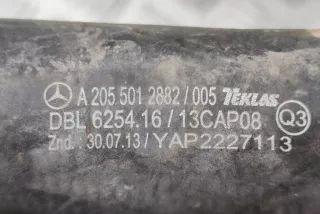 A 205 501 2882 / 005 TEKLAS
DBL 6254.16 / 13CAP08 Q3
Znd. : 30.07.13 / YAP2227113